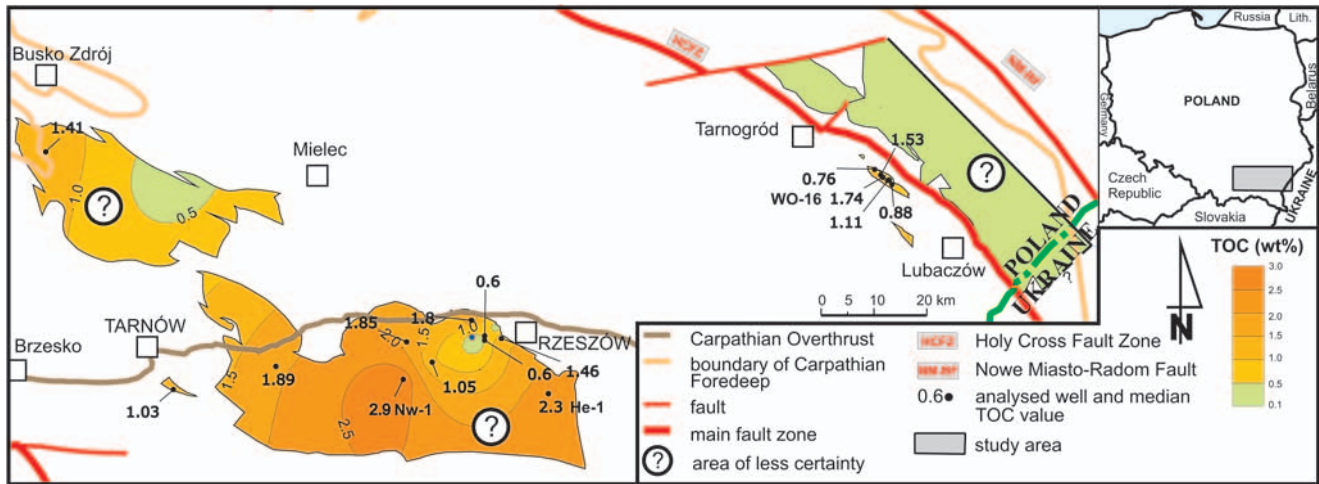 Busko Zdrój
1.41
1.0
?
0.5
Mielec
HCFZ
NM-RF
Tarnogród
1.53
0.76
WO-16
1.74
1.11
0.88
?
Lubaczów
POLAND
UKRAINE
0 10 20 km
Russia
Lith.
Belarus
POLAND
Germany
Czech
Republic
Slovakia
UKRAINE
TOC (wt%)
3.0
2.5
2.0
1.5
1.0
0.5
0.1
N
TARNÓW
Brzesko
1.03
1.5
1.89
1.85
2.0
1.8
1.5
1.0
0.6
RZESZÓW
0.6
1.46
1.05
2.9 Nw-1
2.5
2.3 He-1
?
Carpathian Overthrust
boundary of Carpathian
Foredeep
fault
main fault zone
? area of less certainty
HCFZ Holy Cross Fault Zone
NM-RF Nowe Miasto-Radom Fault
0.6 analysed well and median
TOC value
study area